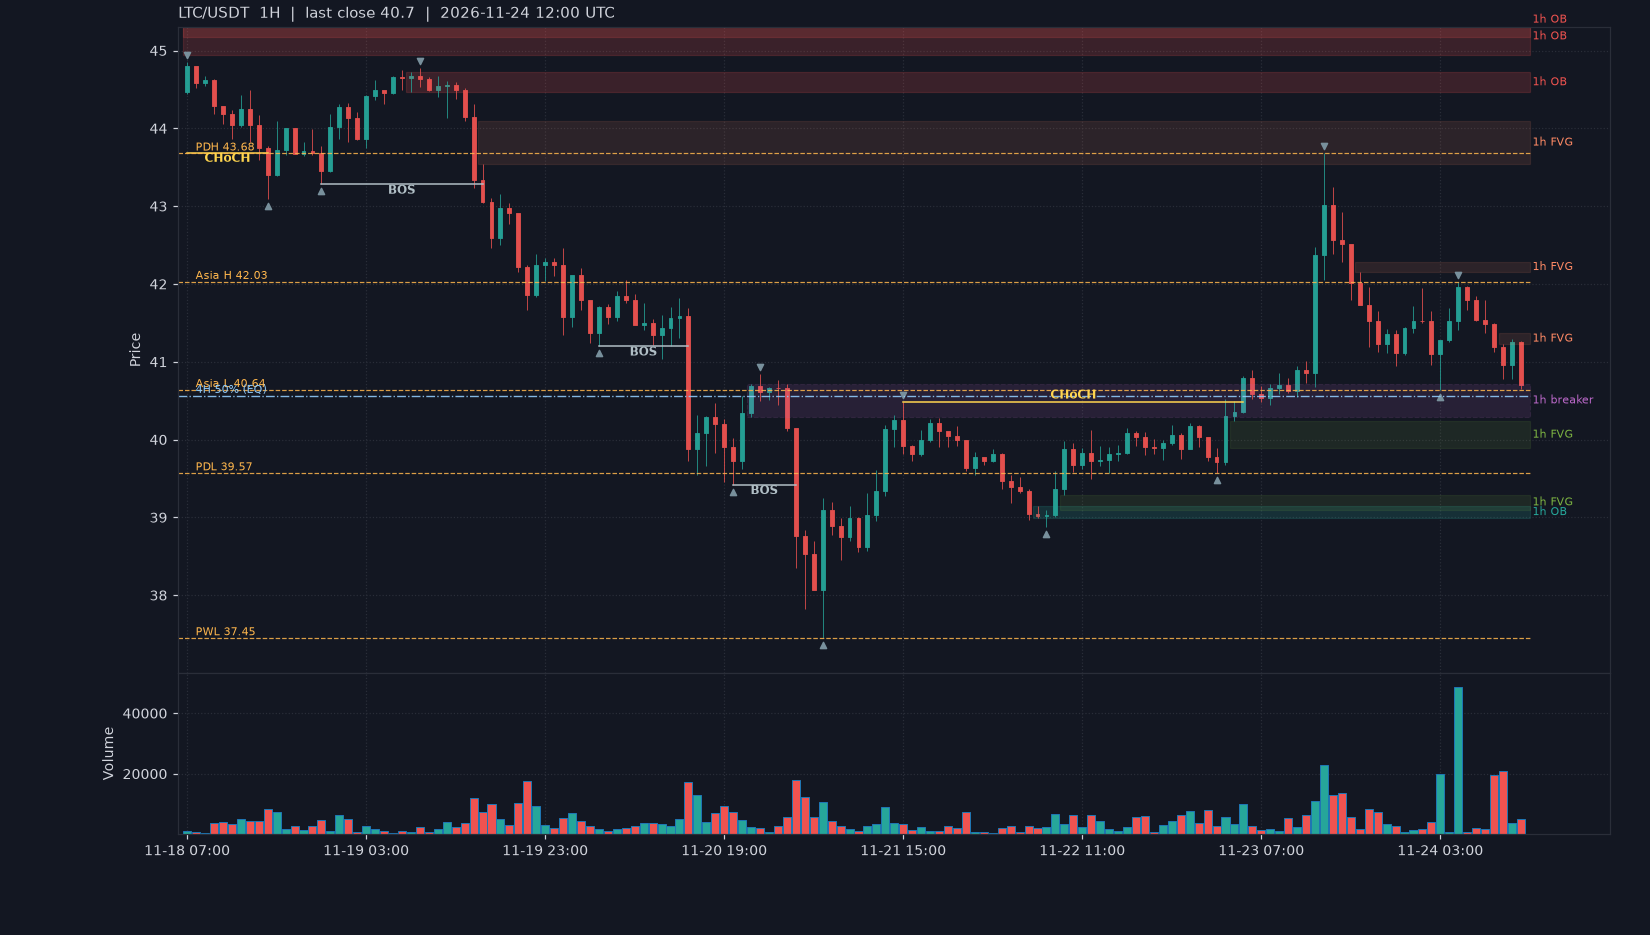 LTC/USDT 1H | last close 40.7 | 2026-11-24 12:00 UTC
1h OB
1h OB
1h OB
1h FVG
1h FVG
1h FVG
1h breaker
1h FVG
1h FVG
1h OB
Price
45
44
43
42
41
40
39
38
PDH 43.68
CHoCH
BOS
Asia H 42.03
BOS
Asia L 40.64
4H 50% (EQ)
CHoCH
PDL 39.57
BOS
PWL 37.45
Volume
40000
20000
11-18 07:00
11-19 03:00
11-19 23:00
11-20 19:00
11-21 15:00
11-22 11:00
11-23 07:00
11-24 03:00